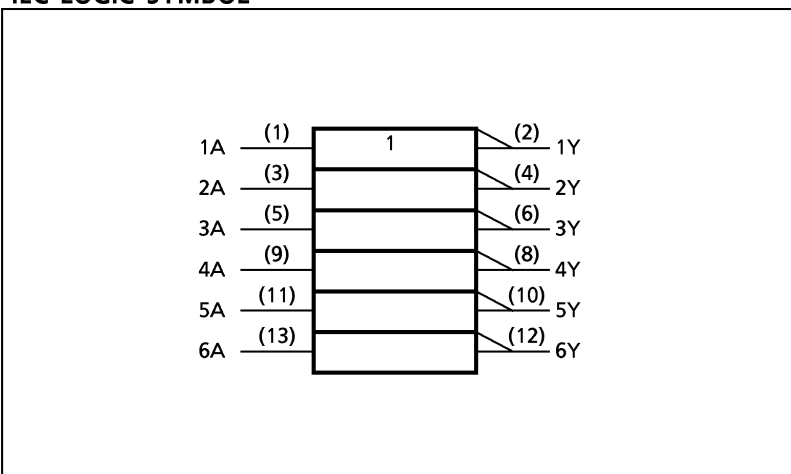 IEC LOGIC SYMBOL
1A (1) 1 (2) 1Y
2A (3) (4) 2Y
3A (5) (6) 3Y
4A (9) (8) 4Y
5A (11) (10) 5Y
6A (13) (12) 6Y